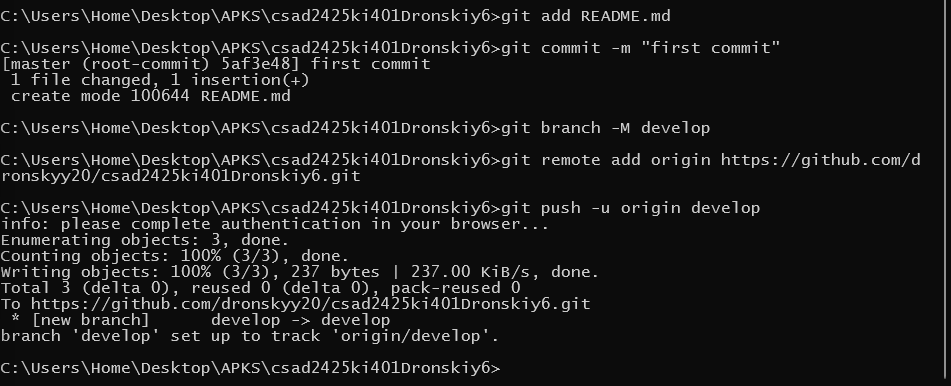 C:\Users\Home\Desktop\APKS\csad2425ki401Dronskiy6>git add README.md
C:\Users\Home\Desktop\APKS\csad2425ki401Dronskiy6>git commit -m "first commit"
[master (root-commit) 5af3e48] first commit
 1 file changed, 1 insertion(+)
 create mode 100644 README.md
C:\Users\Home\Desktop\APKS\csad2425ki401Dronskiy6>git branch -M develop
C:\Users\Home\Desktop\APKS\csad2425ki401Dronskiy6>git remote add origin https://github.com/d
ronskyy20/csad2425ki401Dronskiy6.git
C:\Users\Home\Desktop\APKS\csad2425ki401Dronskiy6>git push -u origin develop
info: please complete authentication in your browser...
Enumerating objects: 3, done.
Counting objects: 100% (3/3), done.
Writing objects: 100% (3/3), 237 bytes | 237.00 KiB/s, done.
Total 3 (delta 0), reused 0 (delta 0), pack-reused 0
To https://github.com/dronskyy20/csad2425ki401Dronskiy6.git
 * [new branch]      develop -> develop
branch 'develop' set up to track 'origin/develop'.
C:\Users\Home\Desktop\APKS\csad2425ki401Dronskiy6>